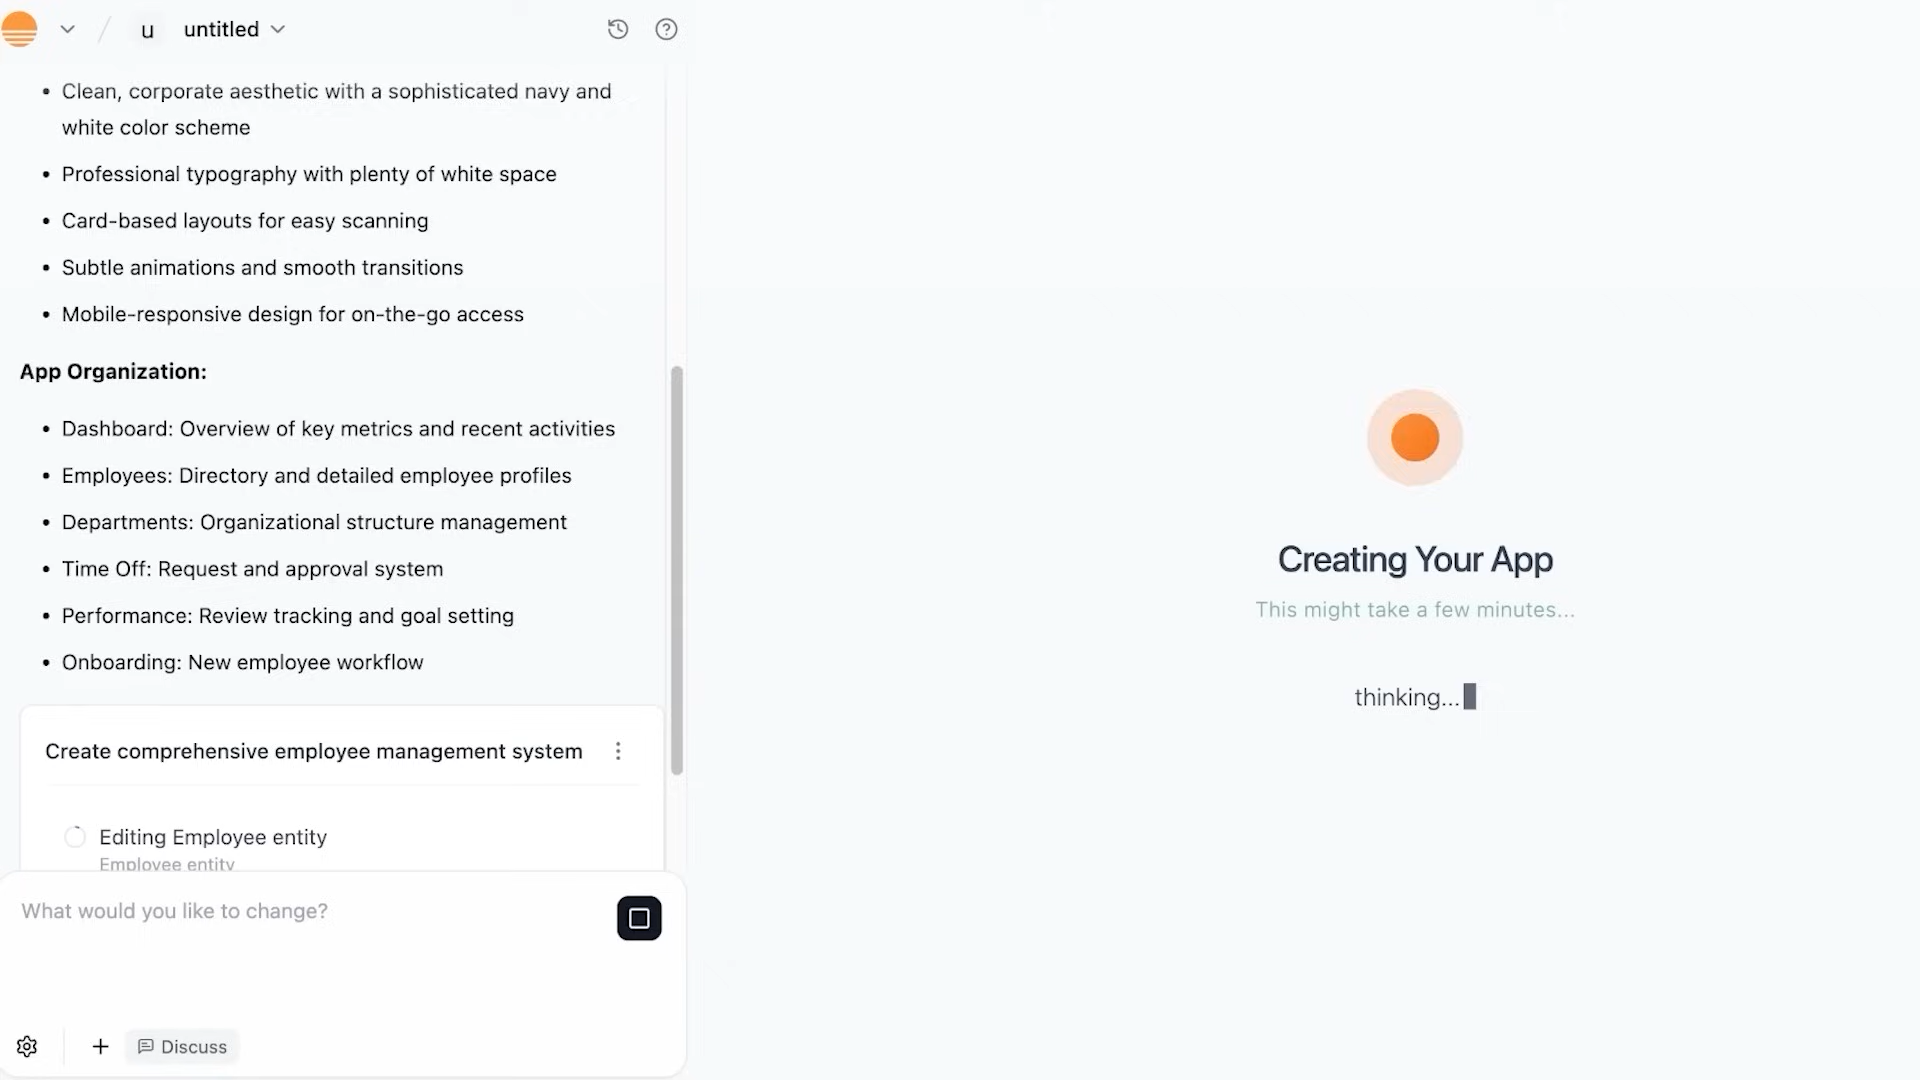 u untitled
Clean, corporate aesthetic with a sophisticated navy and
white color scheme
Professional typography with plenty of white space
Card-based layouts for easy scanning
Subtle animations and smooth transitions
Mobile-responsive design for on-the-go access
App Organization:
Dashboard: Overview of key metrics and recent activities
Employees: Directory and detailed employee profiles
Departments: Organizational structure management
Time Off: Request and approval system
Performance: Review tracking and goal setting
Onboarding: New employee workflow
Create comprehensive employee management system
Editing Employee entity
Employee entity
What would you like to change?
Discuss
Creating Your App
This might take a few minutes...
thinking...